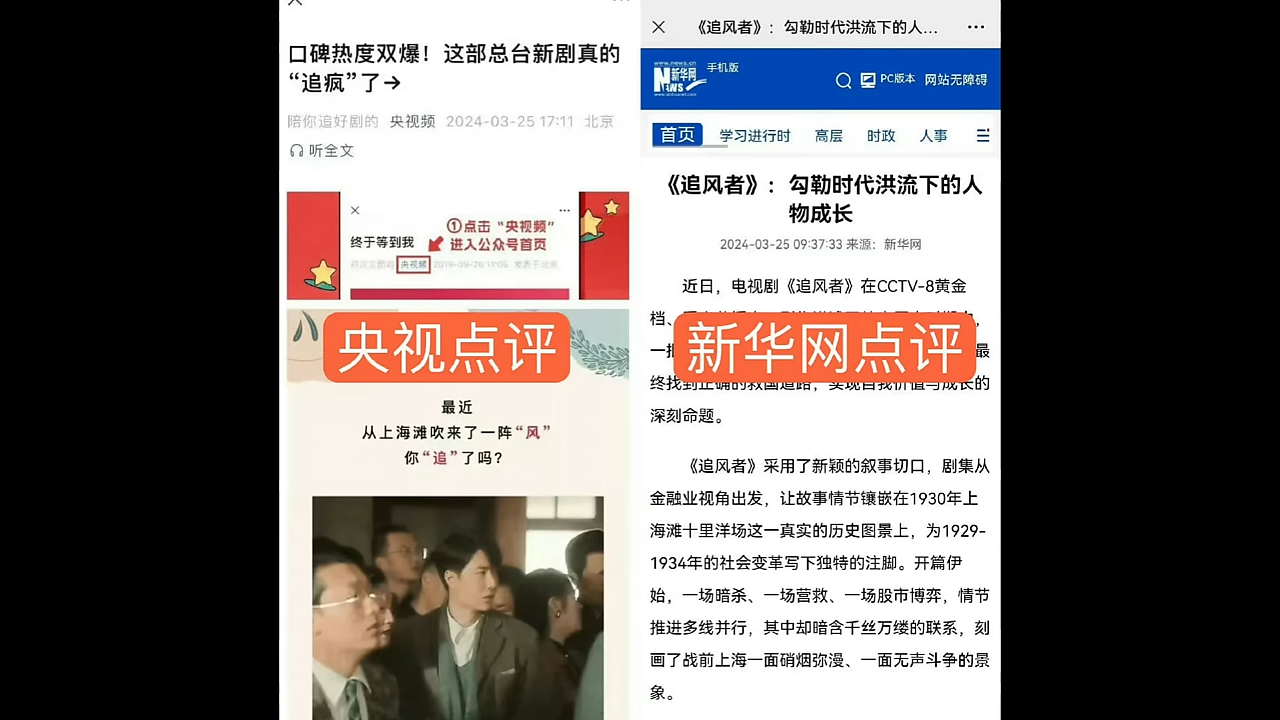 口碑热度双爆！这部总台新剧真的
“追疯”了→
陪你追好剧的 央视频 2024-03-25 17:11 北京
听全文
终于等到我
①点击“央视频”
进入公众号首页
央视频 2019-09-26 11:05 发表于北京
央视点评
最近
从上海滩吹来了一阵“风”
你“追”了吗？
《追风者》：勾勒时代洪流下的人...
www.news.cn
新华网
NEWS
手机版
PC版本
网站无障碍
首页 学习进行时 高层 时政 人事
《追风者》：勾勒时代洪流下的人
物成长
2024-03-25 09:37:33 来源：新华网
近日，电视剧《追风者》在CCTV-8黄金
档、
新华网点评
一 最
终找到正确的救国道路，实现自我价值与成长的
深刻命题。
《追风者》采用了新颖的叙事切口，剧集从
金融业视角出发，让故事情节镶嵌在1930年上
海滩十里洋场这一真实的历史图景上，为1929-
1934年的社会变革写下独特的注脚。开篇伊
始，一场暗杀、一场营救、一场股市博弈，情节
推进多线并行，其中却暗含千丝万缕的联系，刻
画了战前上海一面硝烟弥漫、一面无声斗争的景
象。